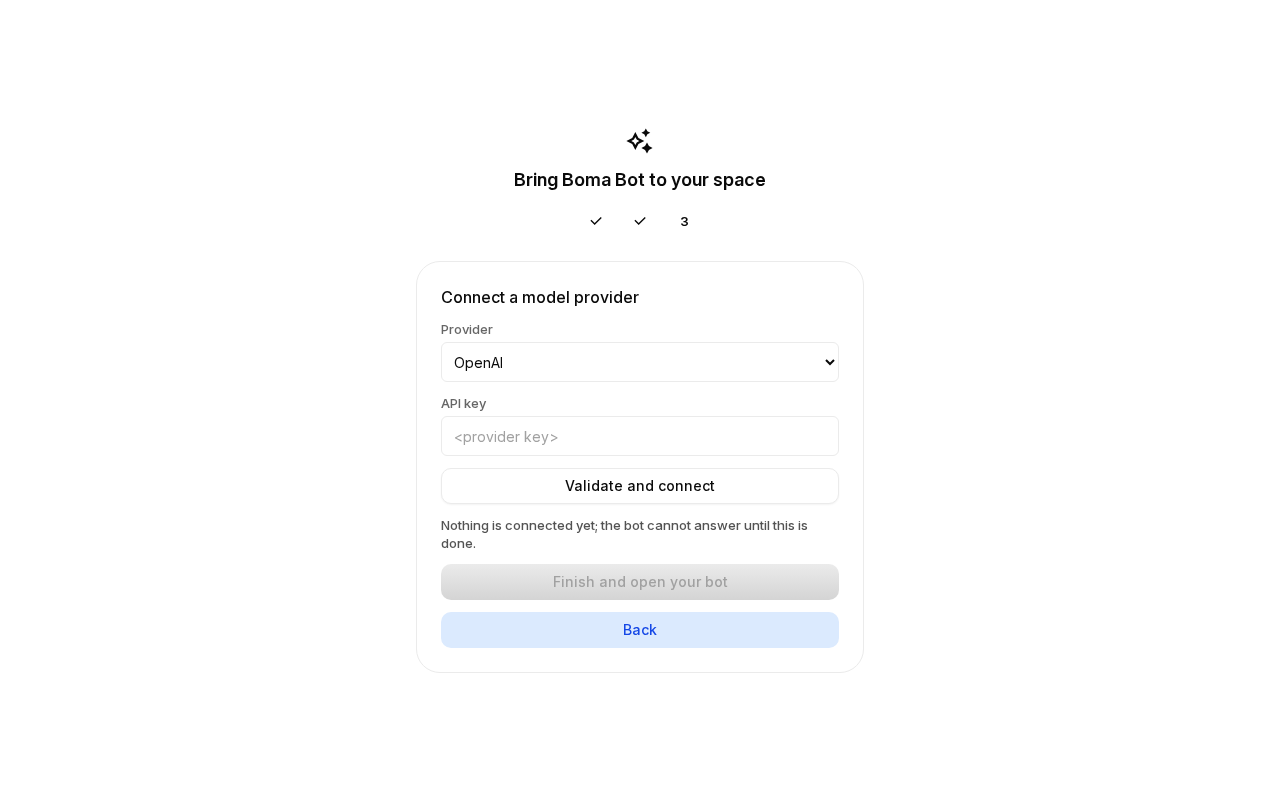 Bring Boma Bot to your space
3
Connect a model provider
Provider
OpenAI
API key
<provider key>
Validate and connect
Nothing is connected yet; the bot cannot answer until this is
done.
Finish and open your bot
Back